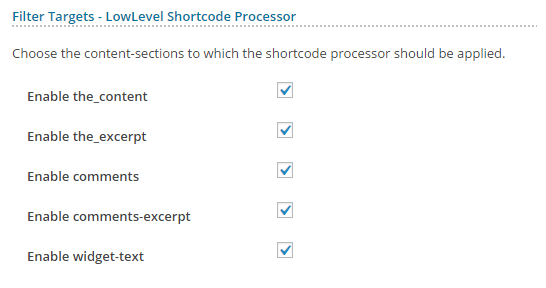 Filter Targets - LowLevel Shortcode Processor
Choose the content-sections to which the shortcode processor should be applied.
Enable the_content
Enable the_excerpt
Enable comments
Enable comments-excerpt
Enable widget-text